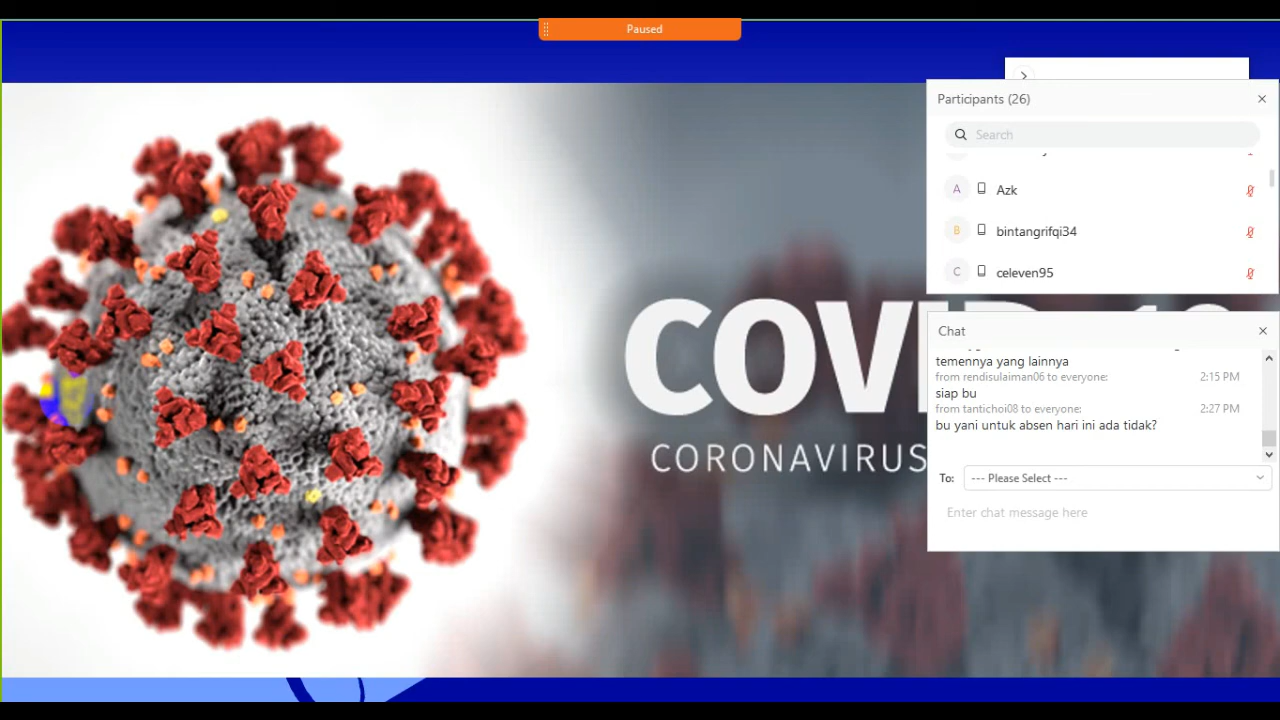 Paused
Participants (26)
Search
A Azk
B bintangrifqi34
C celeven95
COVI
CORONAVIRUS
Chat
temennya yang lainnya
from rendisulaiman06 to everyone: 2:15 PM
siap bu
from tantichoi08 to everyone: 2:27 PM
bu yani untuk absen hari ini ada tidak?
To: --- Please Select ---
Enter chat message here